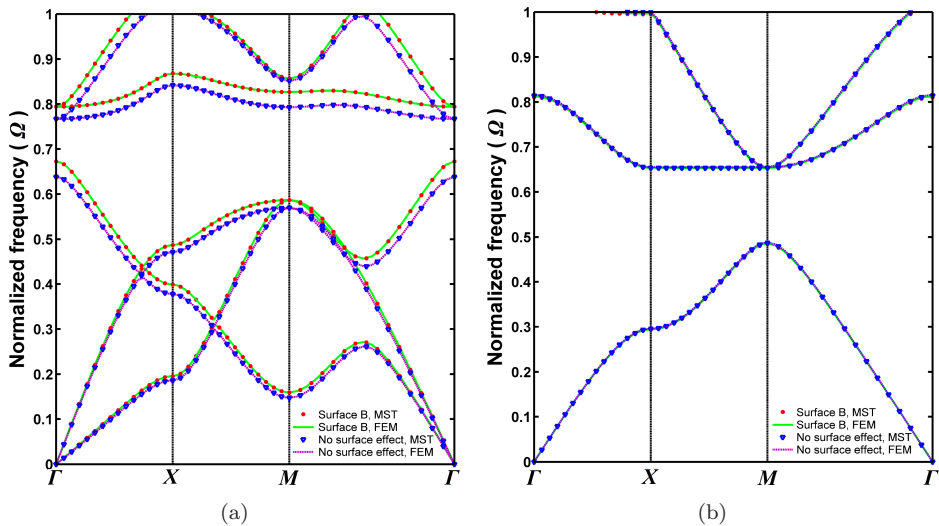 Normalized frequency ( Ω )
1
0.9
0.8
0.7
0.6
0.5
0.4
0.3
0.2
0.1
0
Surface B, MST
Surface B, FEM
No surface effect, MST
No surface effect, FEM
Γ X M Γ
(a)
Normalized frequency ( Ω )
1
0.9
0.8
0.7
0.6
0.5
0.4
0.3
0.2
0.1
0
Surface B, MST
Surface B, FEM
No surface effect, MST
No surface effect, FEM
Γ X M Γ
(b)